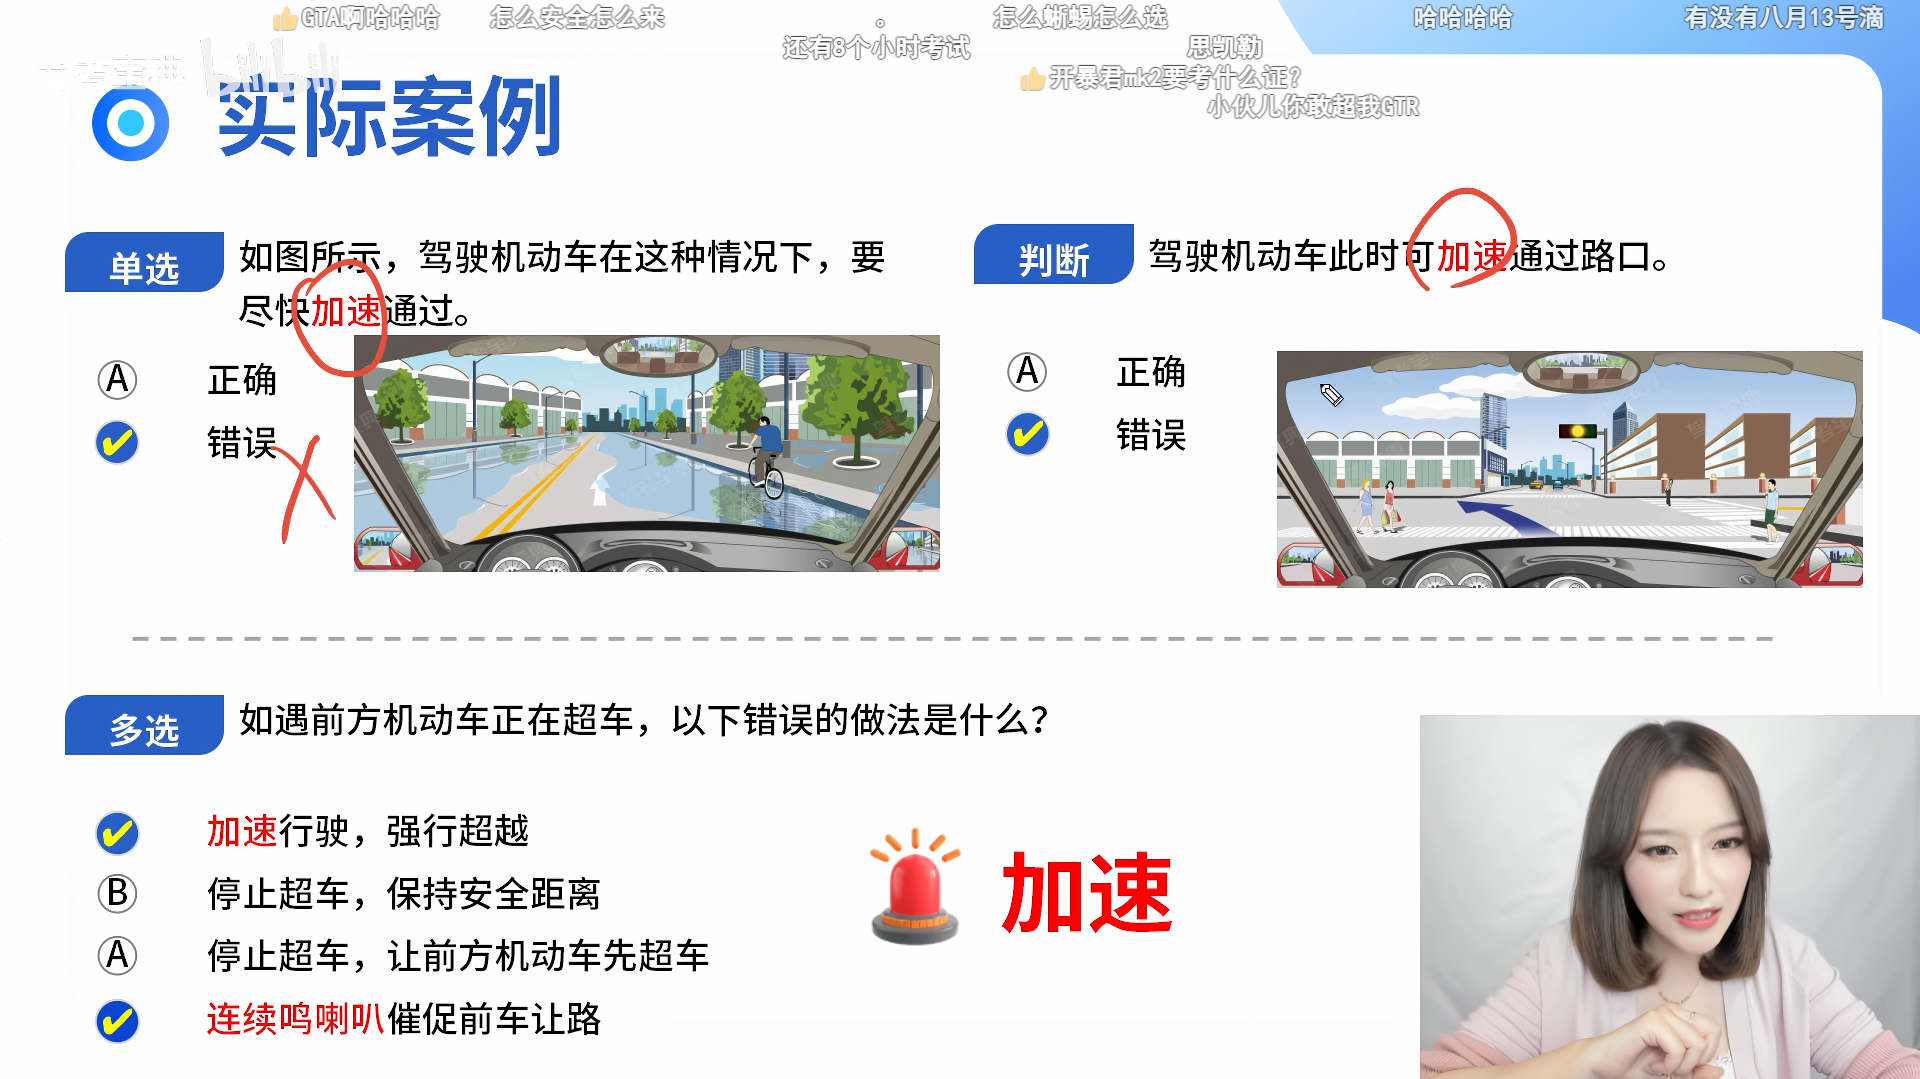 GTA啊哈哈哈
怎么安全怎么来
。
怎么蜥蜴怎么选
哈哈哈哈
有没有八月13号滴
还有8个小时考试
思凯勒
开暴君mk2要考什么证?
小伙儿你敢超我GTR
bilibili
实际案例
单选
如图所示，驾驶机动车在这种情况下，要
尽快加速通过。
A 正确
错误
判断
驾驶机动车此时可加速通过路口。
A 正确
错误
多选
如遇前方机动车正在超车，以下错误的做法是什么?
加速行驶，强行超越
B 停止超车，保持安全距离
A 停止超车，让前方机动车先超车
连续鸣喇叭催促前车让路
加速